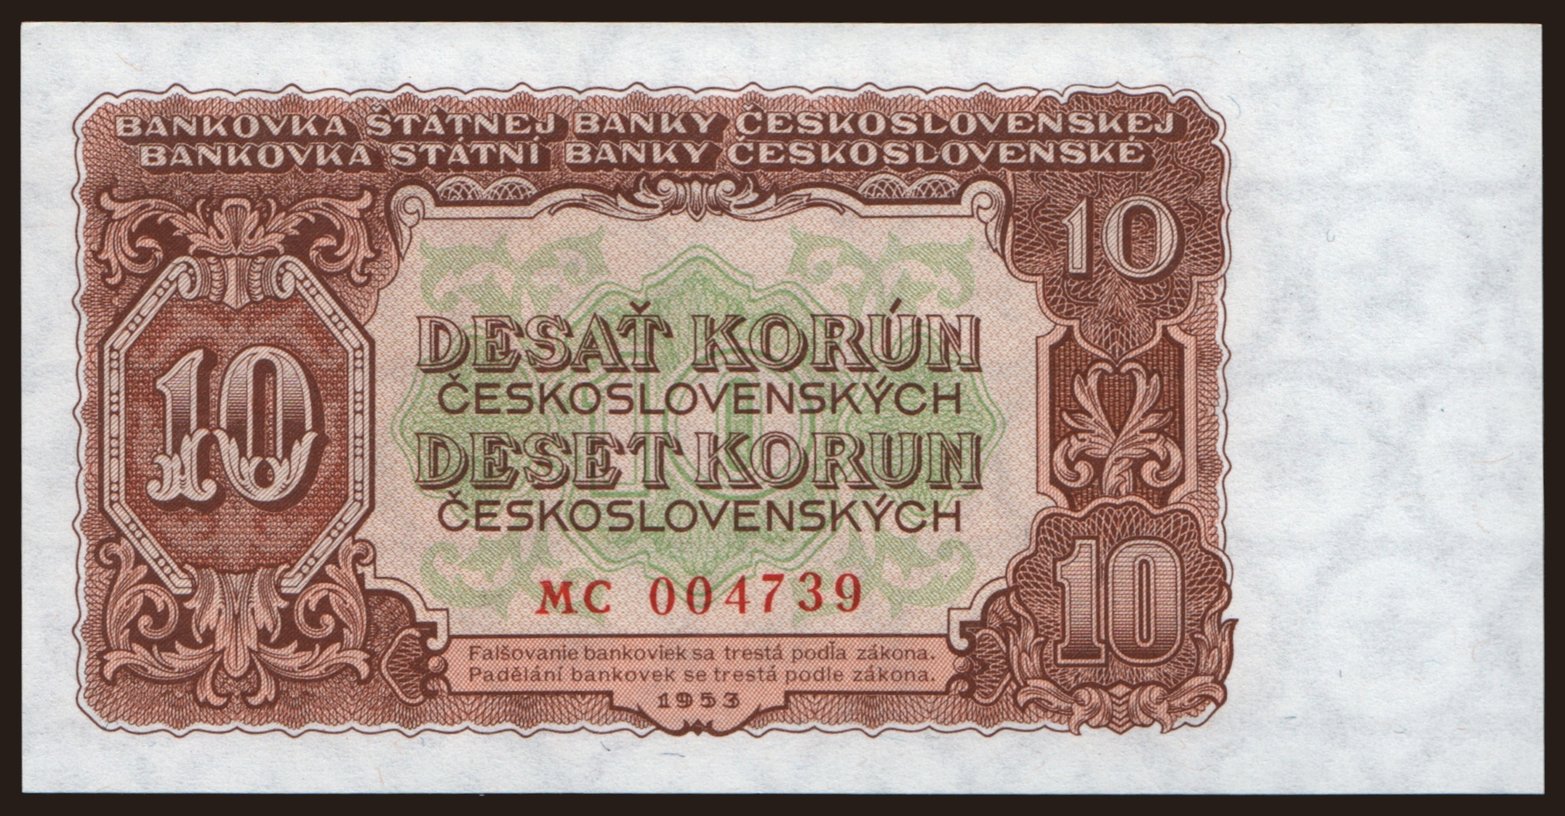 BANKOVKA ŠTÁTNEJ BANKY ČESKOSLOVENSKEJ
BANKOVKA STÁTNÍ BANKY ČESKOSLOVENSKÉ
10
10
DESAŤ KORÚN
ČESKOSLOVENSKÝCH
DESET KORUN
ČESKOSLOVENSKÝCH
10
MC 004739
10
Falšovanie bankoviek sa trestá podľa zákona.
Padělání bankovek se trestá podle zákona.
1953